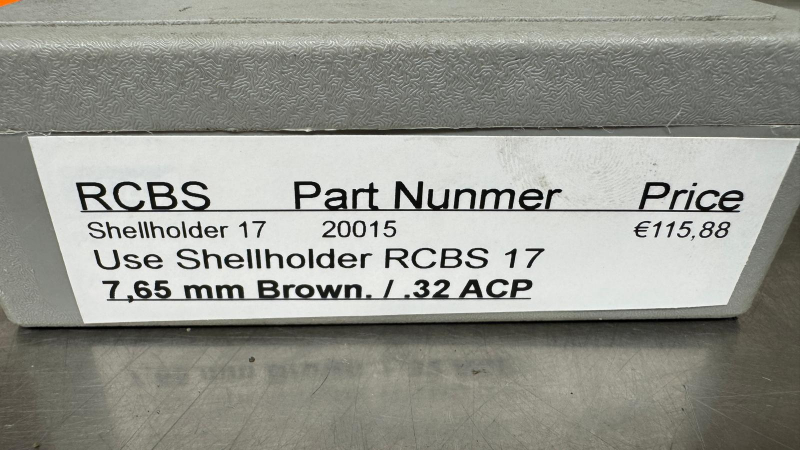 RCBS Part Nunmer Price
Shellholder 17 20015 €115,88
Use Shellholder RCBS 17
7,65 mm Brown. / .32 ACP